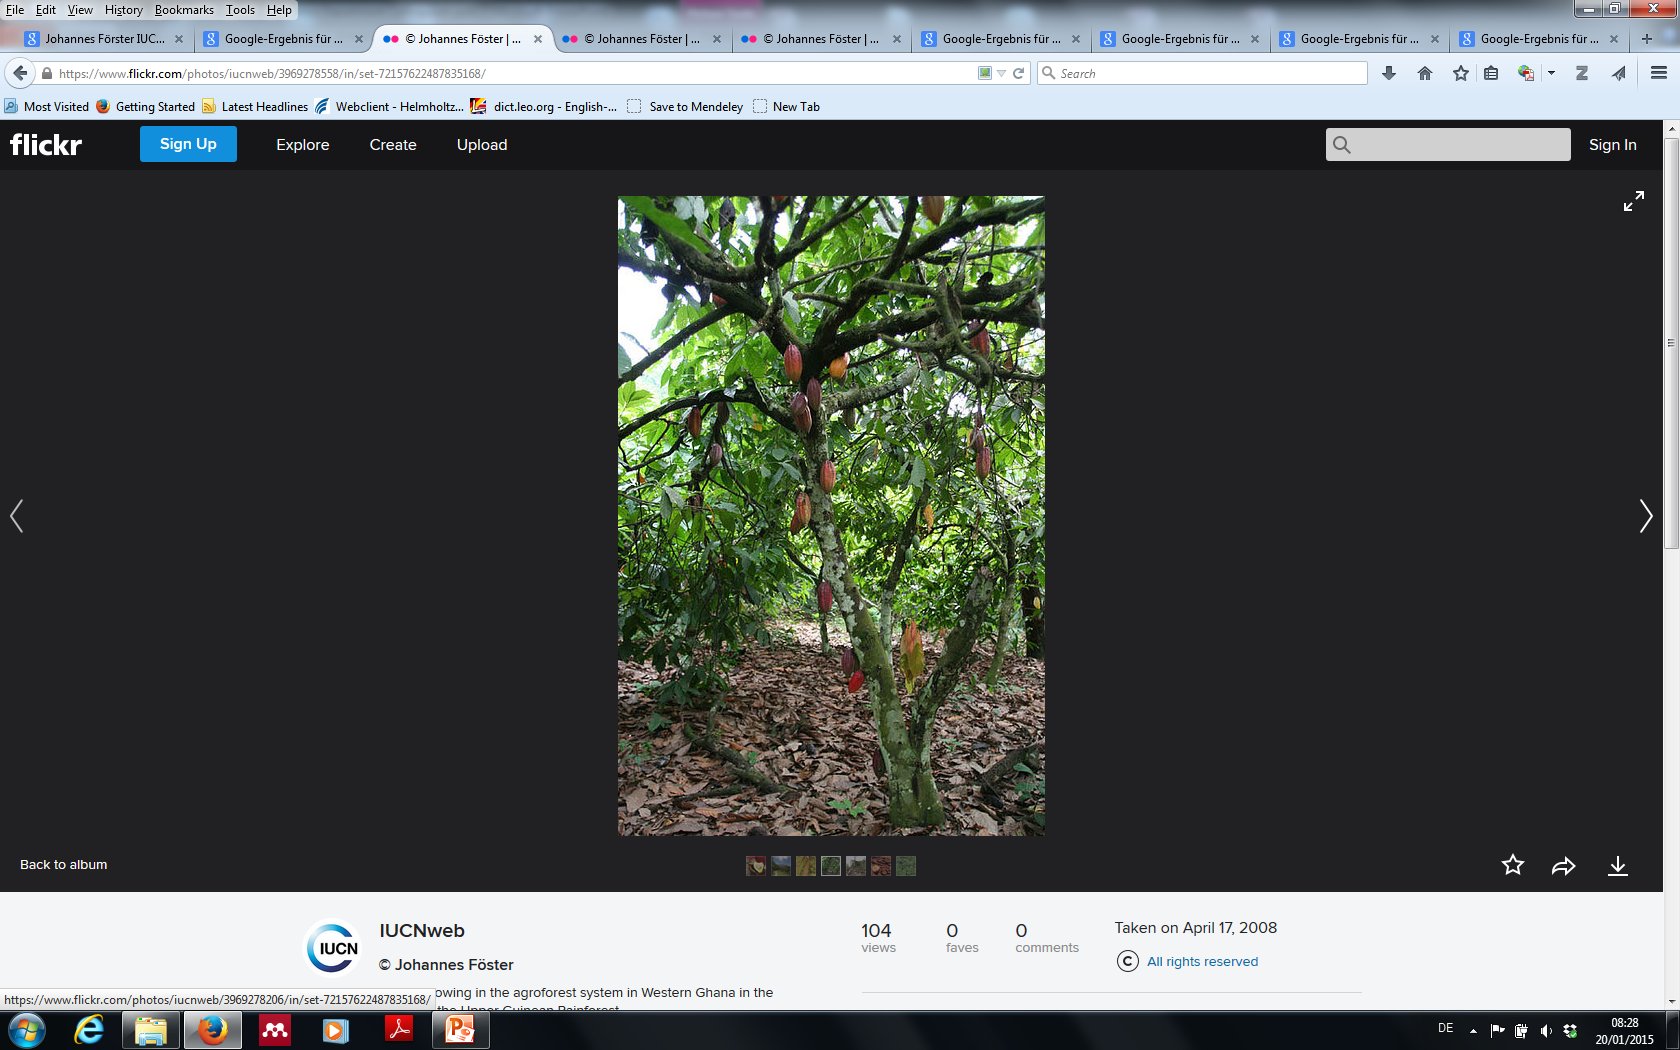 File Edit View History Bookmarks Tools Help
Johannes Förster IUC... Google-Ergebnis für ... © Johannes Föster | ... © Johannes Föster | ... © Johannes Föster | ... Google-Ergebnis für ... Google-Ergebnis für ... Google-Ergebnis für ... Google-Ergebnis für ...
https://www.flickr.com/photos/iucnweb/3969278558/in/set-72157622487835168/ Search
Most Visited Getting Started Latest Headlines Webclient - Helmholtz... dict.leo.org - English-... Save to Mendeley New Tab
flickr Sign Up Explore Create Upload Sign In
Back to album
IUCN IUCNweb 104 0 0 Taken on April 17, 2008
views faves comments
© Johannes Föster All rights reserved
owing in the agroforest system in Western Ghana in the
the Upper Guinean Rainforest
https://www.flickr.com/photos/iucnweb/3969278206/in/set-72157622487835168/
DE 08:28
20/01/2015